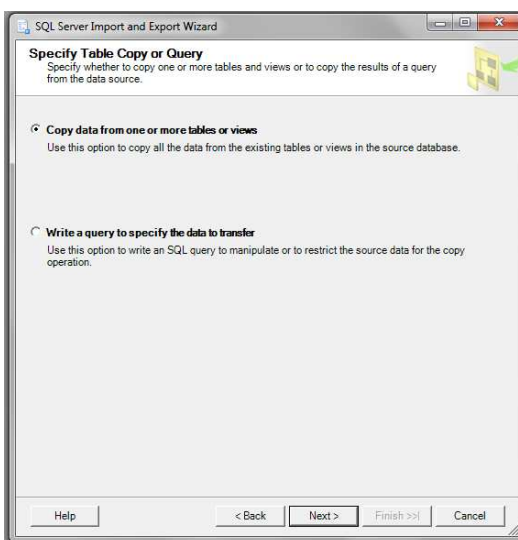 SQL Server Import and Export Wizard
Specify Table Copy or Query
Specify whether to copy one or more tables and views or to copy the results of a query
from the data source.
Copy data from one or more tables or views
Use this option to copy all the data from the existing tables or views in the source database.
Write a query to specify the data to transfer
Use this option to write an SQL query to manipulate or to restrict the source data for the copy
operation.
Help < Back Next > Finish >>| Cancel